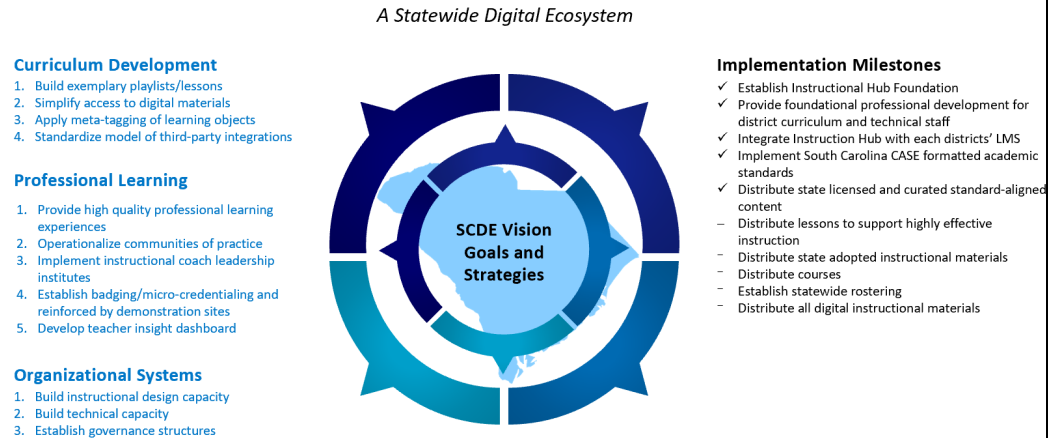 A Statewide Digital Ecosystem
Curriculum Development
1. Build exemplary playlists/lessons
2. Simplify access to digital materials
3. Apply meta-tagging of learning objects
4. Standardize model of third-party integrations
Professional Learning
1. Provide high quality professional learning
experiences
2. Operationalize communities of practice
3. Implement instructional coach leadership
institutes
4. Establish badging/micro-credentialing and
reinforced by demonstration sites
5. Develop teacher insight dashboard
Organizational Systems
1. Build instructional design capacity
2. Build technical capacity
3. Establish governance structures
SCDE Vision
Goals and
Strategies
Implementation Milestones
✓ Establish Instructional Hub Foundation
✓ Provide foundational professional development for
district curriculum and technical staff
✓ Integrate Instruction Hub with each districts’ LMS
✓ Implement South Carolina CASE formatted academic
standards
✓ Distribute state licensed and curated standard-aligned
content
– Distribute lessons to support highly effective
instruction
– Distribute state adopted instructional materials
– Distribute courses
– Establish statewide rostering
– Distribute all digital instructional materials